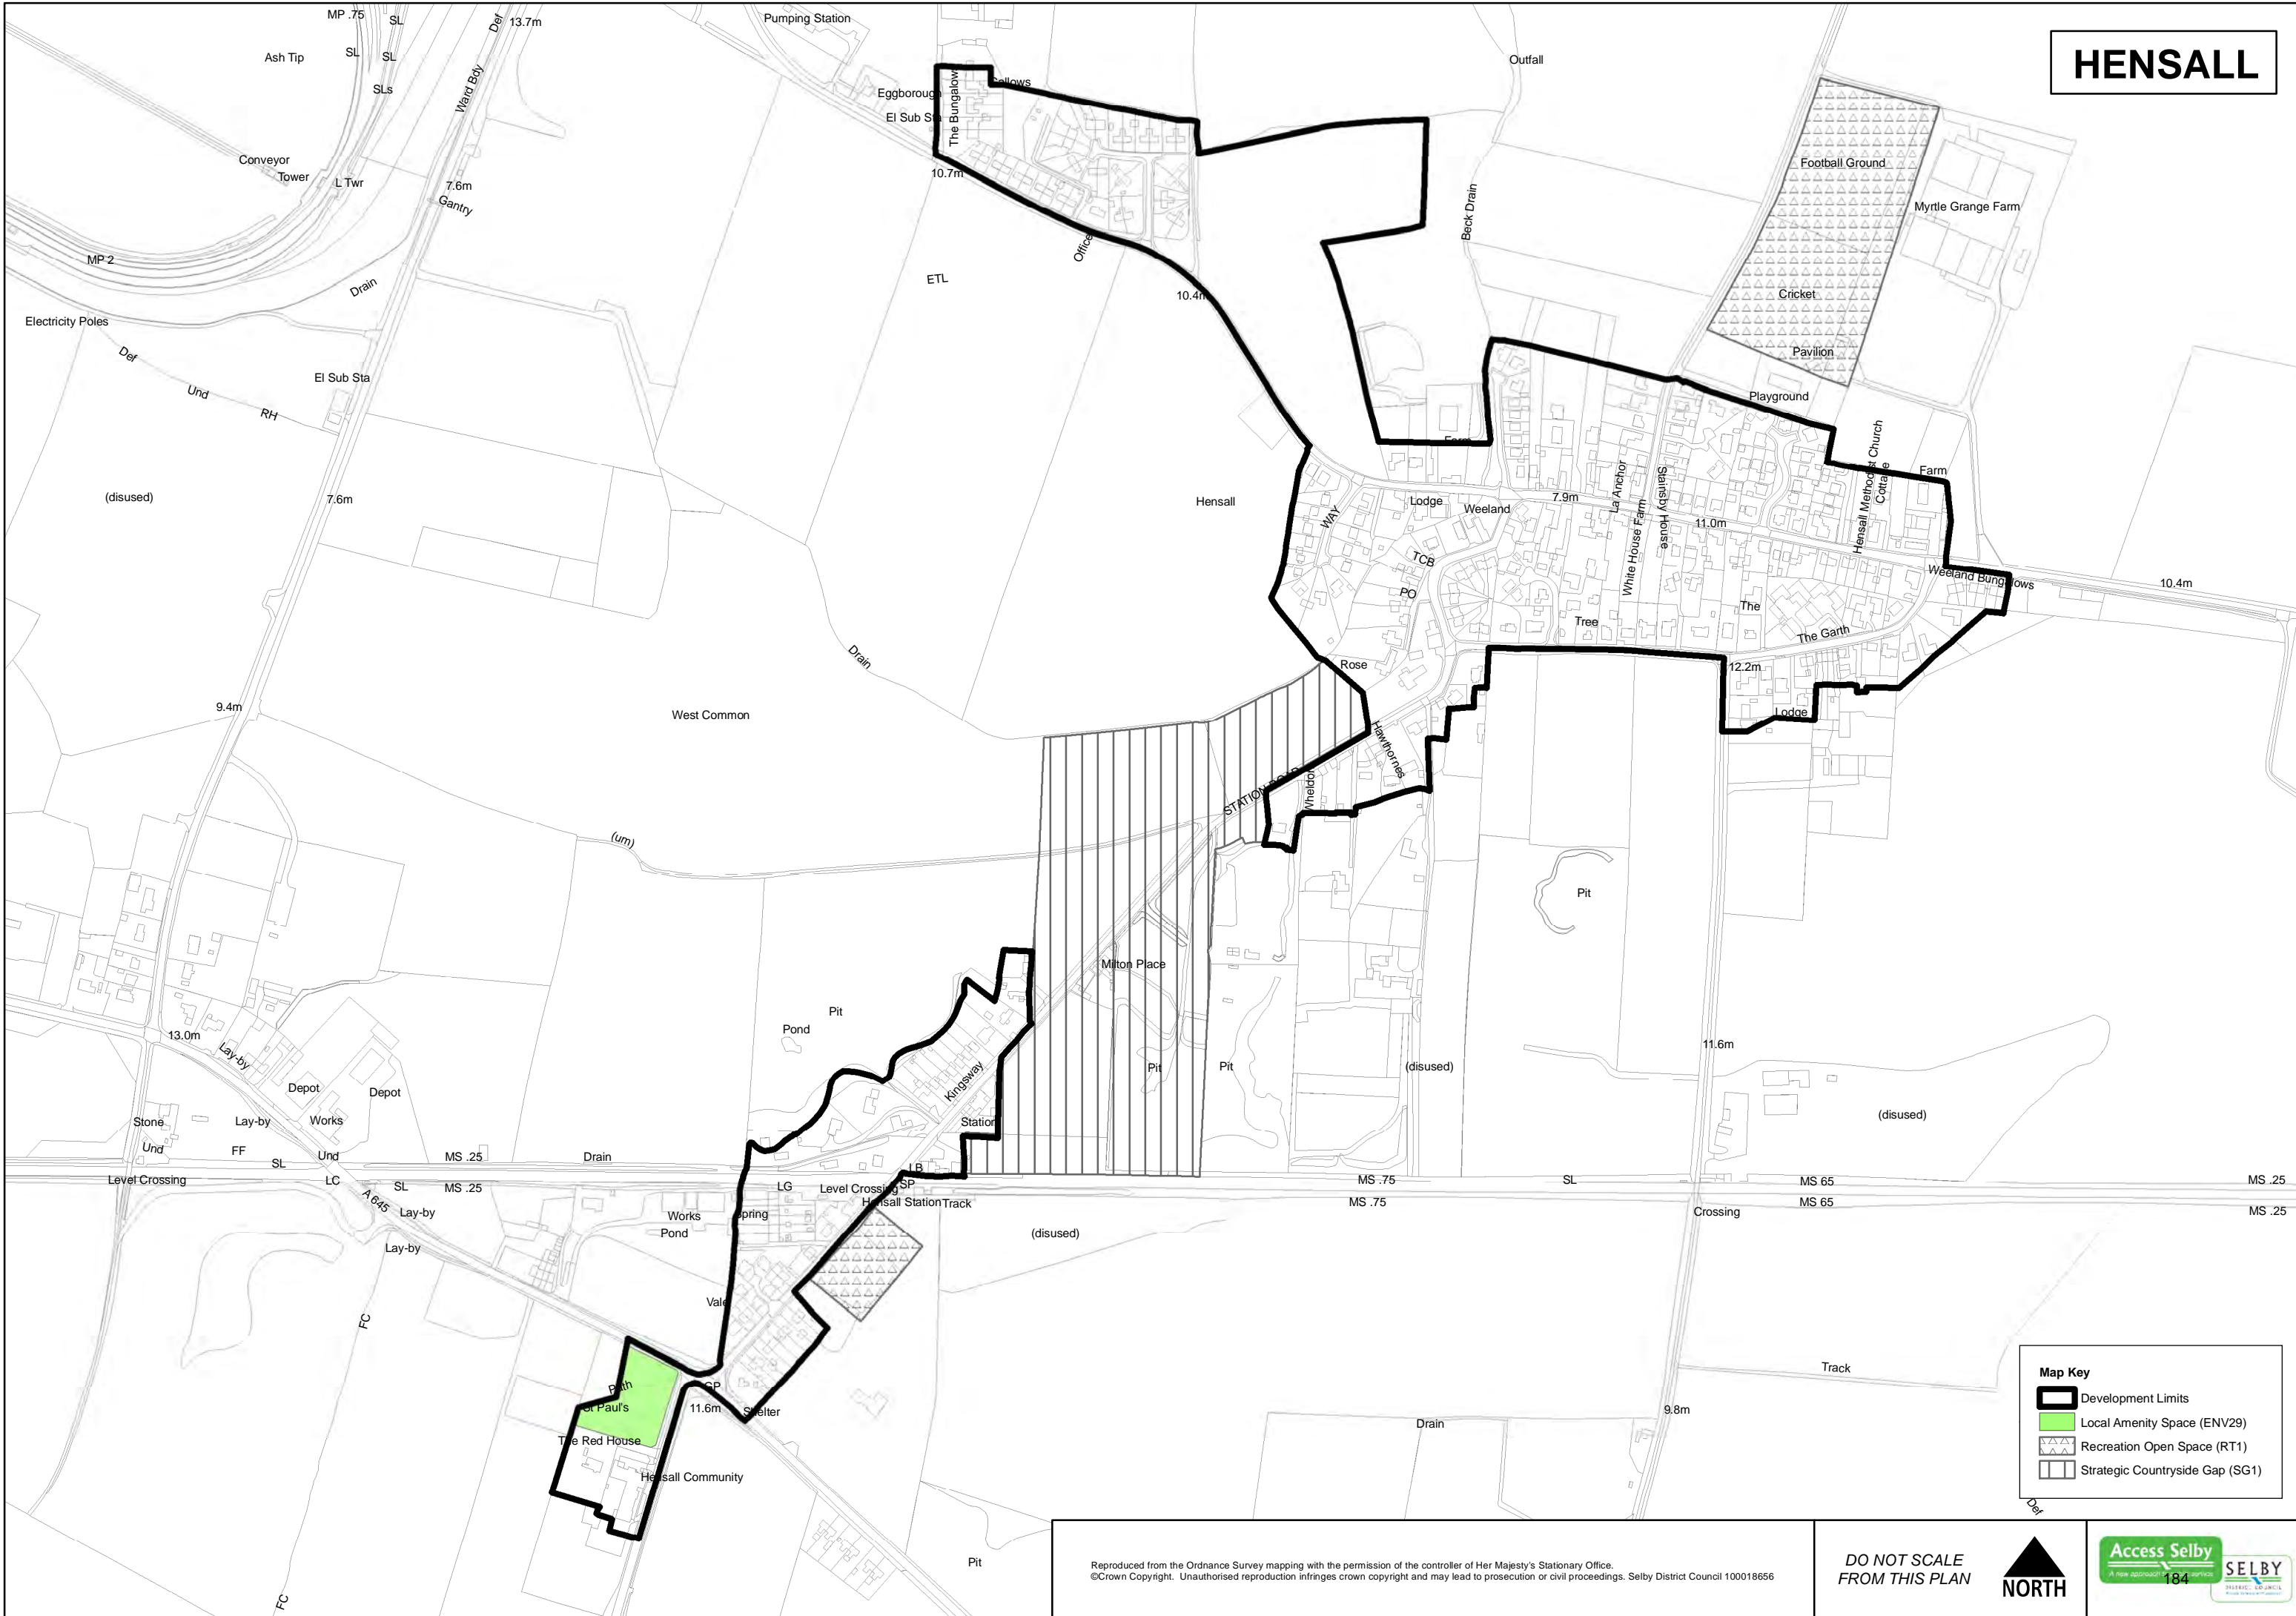 HENSALL
MP .75
SL
Def
13.7m
Pumping Station
Outfall
Ash Tip
SL
SL
SLs
Ward Bdy
Eggborough
The Bungalow
El Sub Sta
Conveyor
Tower
L Twr
7.6m
Gantry
10.7m
Football Ground
Myrtle Grange Farm
Beck Drain
MP 2
Drain
Office
ETL
10.4m
Cricket
Electricity Poles
Def
Und
RH
El Sub Sta
Pavilion
Playground
Farm
Hensall Methodist Church
Cottage
Farm
(disused)
7.6m
Hensall
WAY
Lodge
Weeland
7.9m
La Anchor
White House Farm
Stainsby House
11.0m
TCB
PO
Weeland Bungalows
10.4m
The
Tree
The Garth
Drain
Rose
12.2m
9.4m
West Common
Lodge
Hawthornes
STATION ROAD
Wheldon
(um)
Pit
Milton Place
Pit
Pond
13.0m
Lay-by
11.6m
Depot
Depot
Kingsway
Pit
Pit
(disused)
(disused)
Stone
Lay-by
Works
Station
Und
FF
SL
Und
MS .25
Drain
LB
Level Crossing
LC
SL
MS .25
LG
Level Crossing
SP
MS .75
SL
MS 65
MS .25
A 645
Lay-by
Hensall Station
Track
MS .75
Crossing
MS 65
MS .25
Works
Spring
Pond
(disused)
Lay-by
FC
Vale
Path
GP
St Paul's
11.6m
Shelter
The Red House
Hensall Community
Track
9.8m
Drain
Pit
FC
Def
Map Key
Development Limits
Local Amenity Space (ENV29)
Recreation Open Space (RT1)
Strategic Countryside Gap (SG1)
Reproduced from the Ordnance Survey mapping with the permission of the controller of Her Majesty's Stationary Office.
©Crown Copyright. Unauthorised reproduction infringes crown copyright and may lead to prosecution or civil proceedings. Selby District Council 100018656
DO NOT SCALE
FROM THIS PLAN
NORTH
Access Selby
184
SELBY
DISTRICT COUNCIL